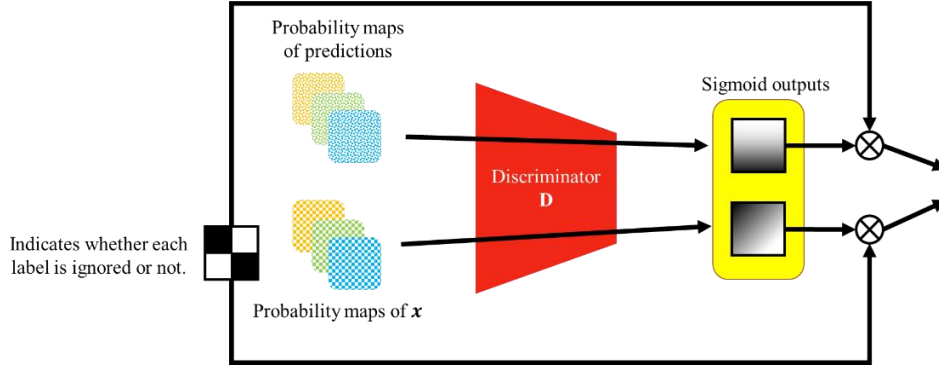 Probability maps
of predictions
Sigmoid outputs
Discriminator
D
Indicates whether each
label is ignored or not.
Probability maps of x